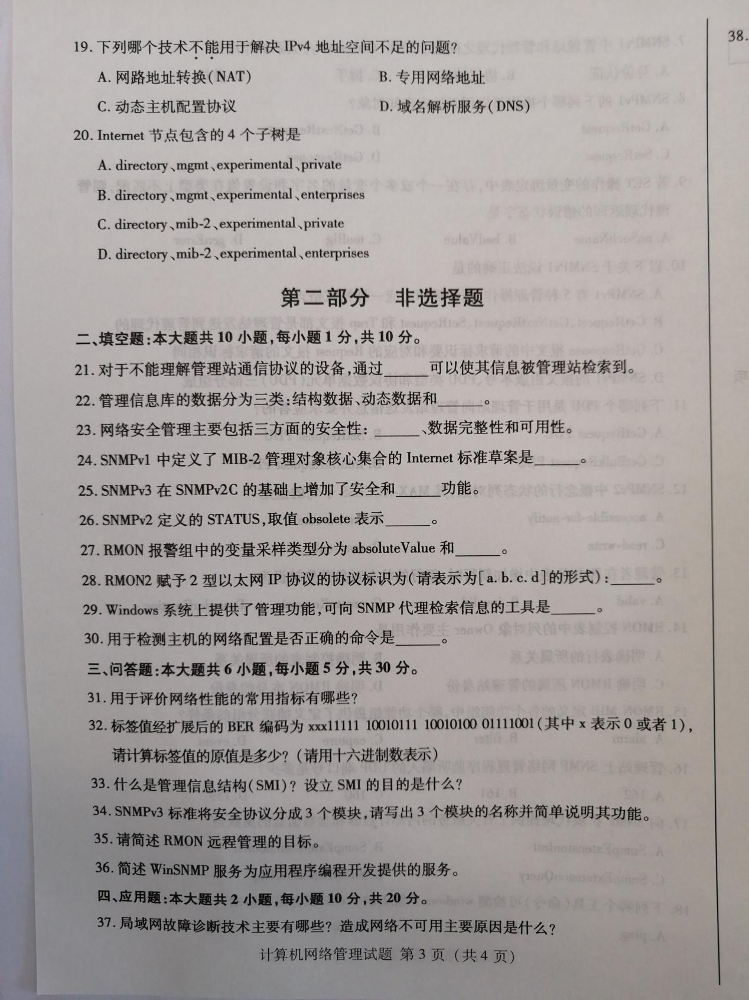 19. 下列哪个技术不能用于解决 IPv4 地址空间不足的问题?
A. 网路地址转换(NAT) B. 专用网络地址
C. 动态主机配置协议 D. 域名解析服务(DNS)
20. Internet 节点包含的 4 个子树是
A. directory、mgmt、experimental、private
B. directory、mgmt、experimental、enterprises
C. directory、mib-2、experimental、private
D. directory、mib-2、experimental、enterprises
第二部分 非选择题
二、填空题:本大题共 10 小题,每小题 1 分,共 10 分。
21. 对于不能理解管理站通信协议的设备,通过______可以使其信息被管理站检索到。
22. 管理信息库的数据分为三类:结构数据、动态数据和______。
23. 网络安全管理主要包括三方面的安全性: ______、数据完整性和可用性。
24. SNMPv1 中定义了 MIB-2 管理对象核心集合的 Internet 标准草案是______。
25. SNMPv3 在 SNMPv2C 的基础上增加了安全和______功能。
26. SNMPv2 定义的 STATUS,取值 obsolete 表示______。
27. RMON 报警组中的变量采样类型分为 absoluteValue 和______。
28. RMON2 赋予 2 型以太网 IP 协议的协议标识为(请表示为[a. b. c. d]的形式):______。
29. Windows 系统上提供了管理功能,可向 SNMP 代理检索信息的工具是______。
30. 用于检测主机的网络配置是否正确的命令是______。
三、问答题:本大题共 6 小题,每小题 5 分,共 30 分。
31. 用于评价网络性能的常用指标有哪些?
32. 标签值经扩展后的 BER 编码为 xxx11111 10010111 10010100 01111001(其中 x 表示 0 或者 1),
请计算标签值的原值是多少?(请用十六进制数表示)
33. 什么是管理信息结构(SMI)? 设立 SMI 的目的是什么?
34. SNMPv3 标准将安全协议分成 3 个模块,请写出 3 个模块的名称并简单说明其功能。
35. 请简述 RMON 远程管理的目标。
36. 简述 WinSNMP 服务为应用程序编程开发提供的服务。
四、应用题:本大题共 2 小题,每小题 10 分,共 20 分。
37. 局域网故障诊断技术主要有哪些? 造成网络不可用主要原因是什么?
计算机网络管理试题 第 3 页 (共 4 页)
38.